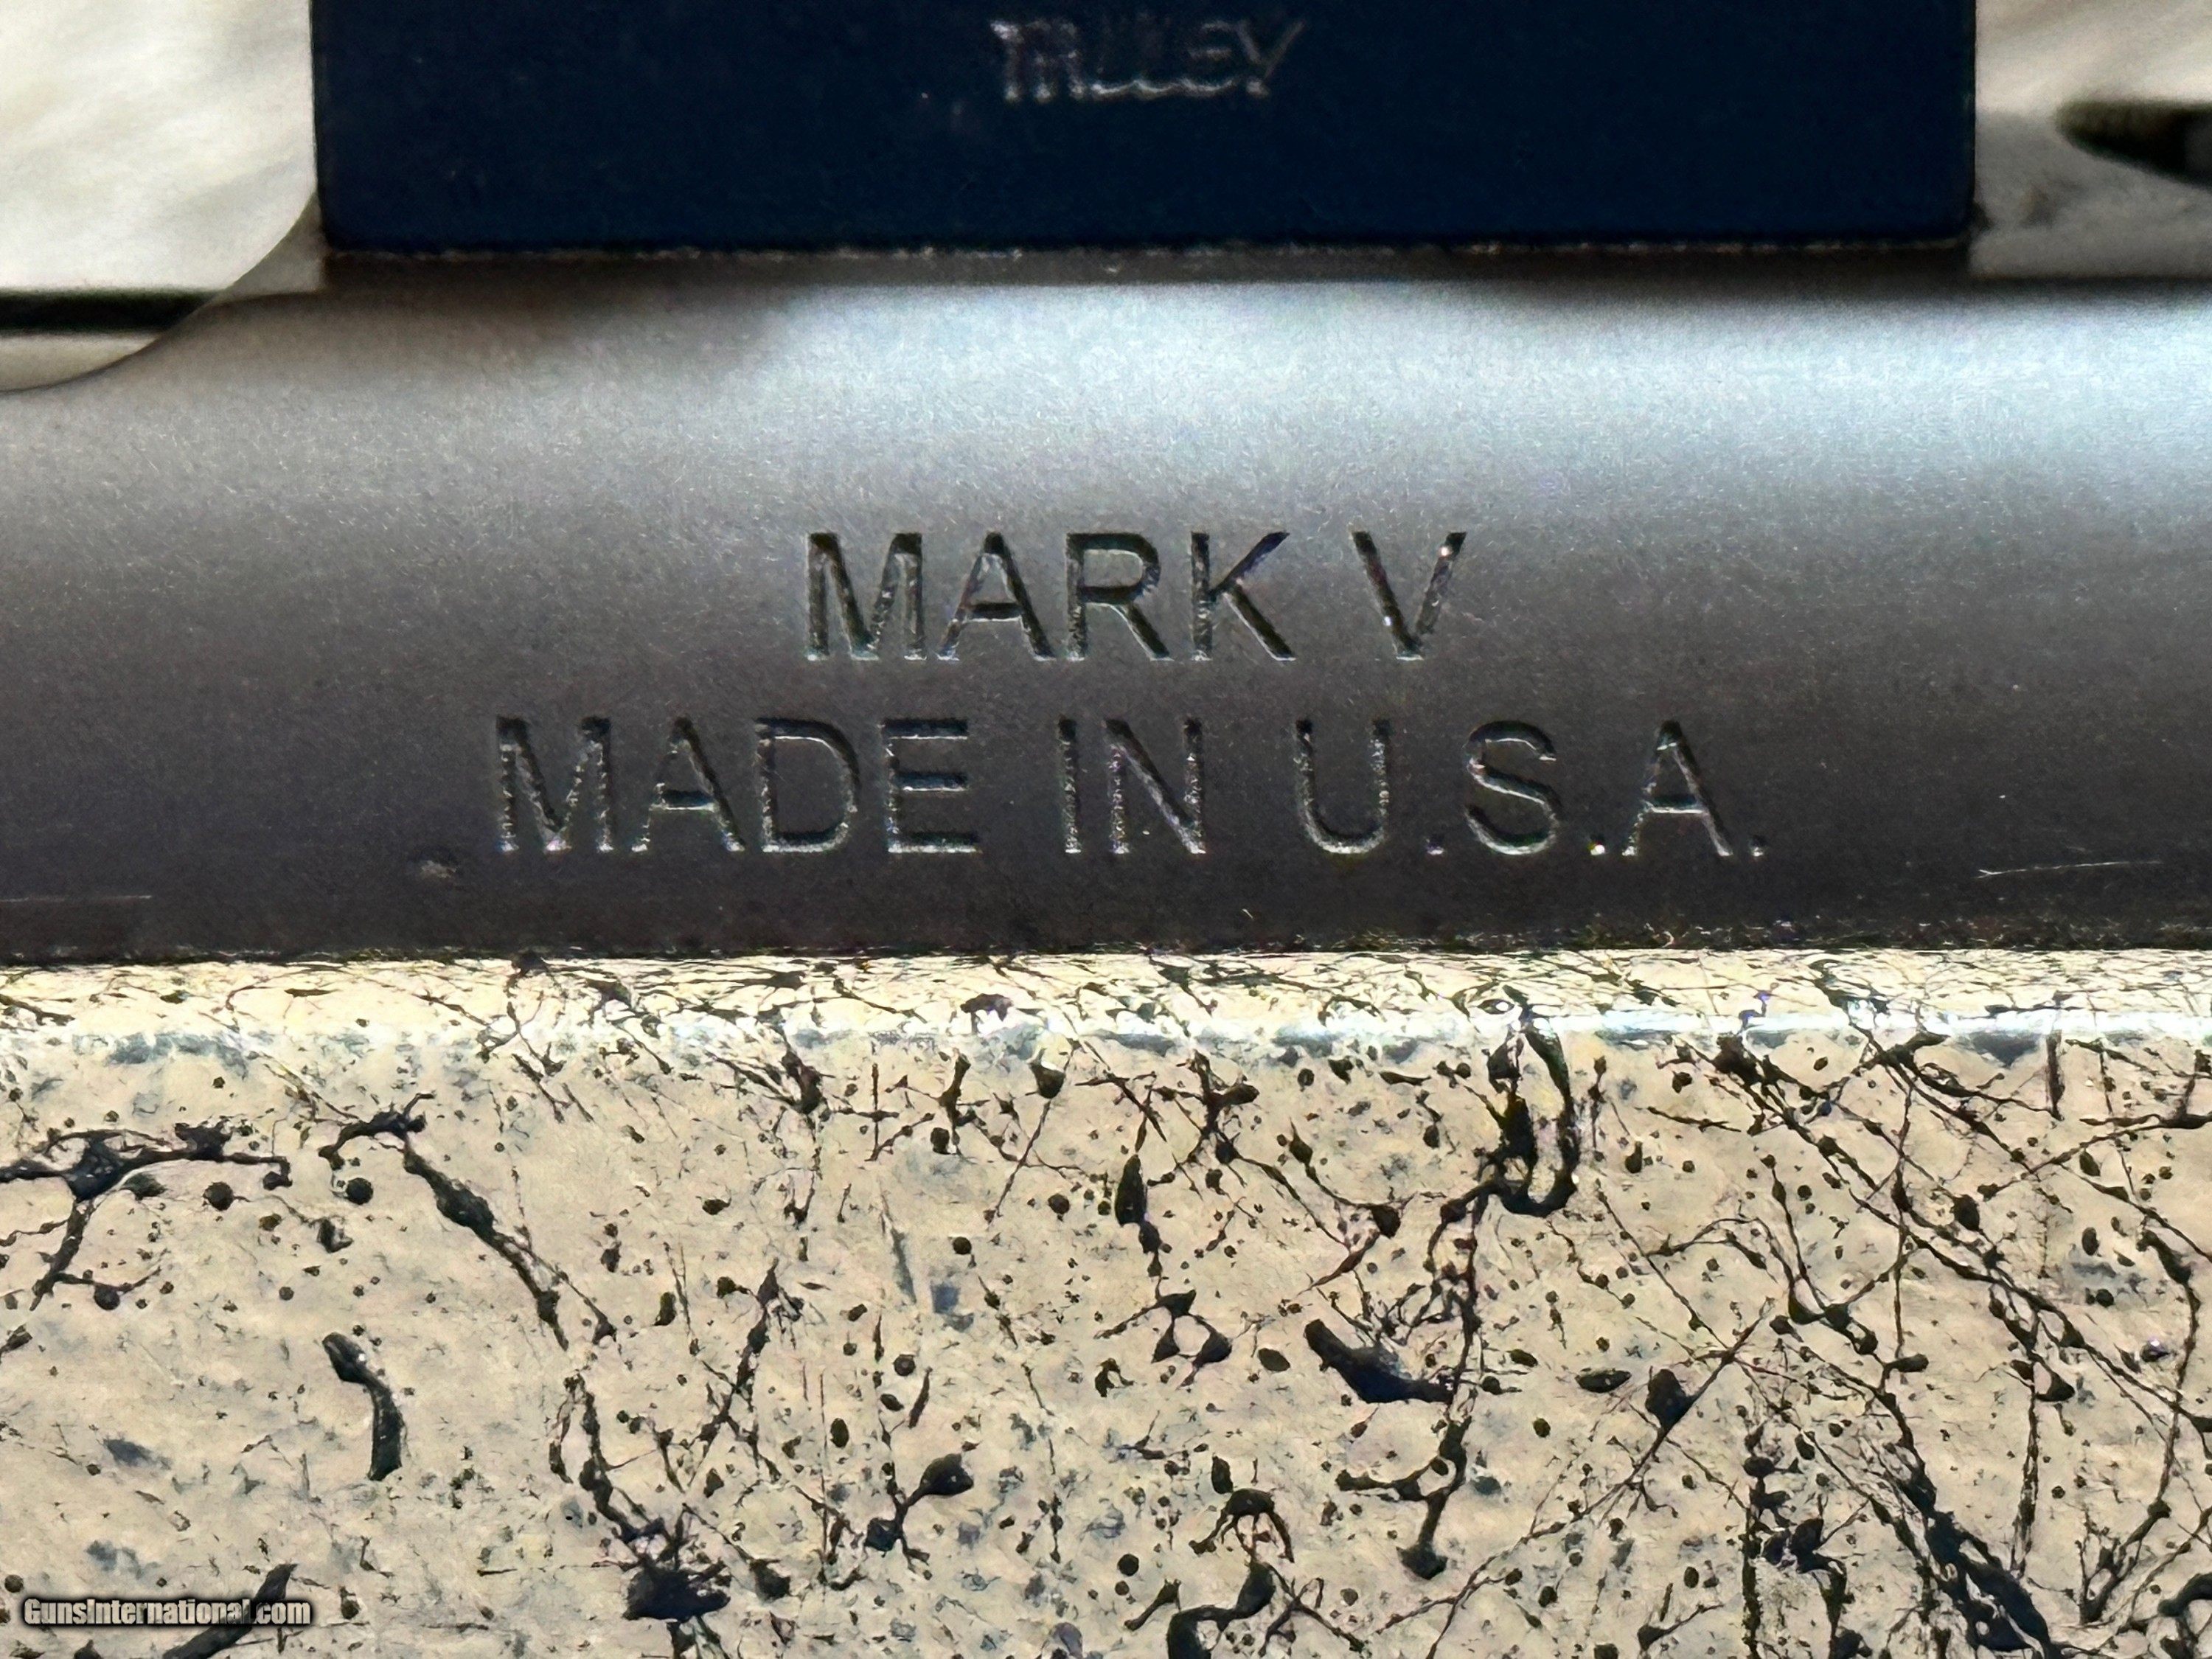 TALLEY
MARK V
MADE IN U.S.A.
GunsInternational.com